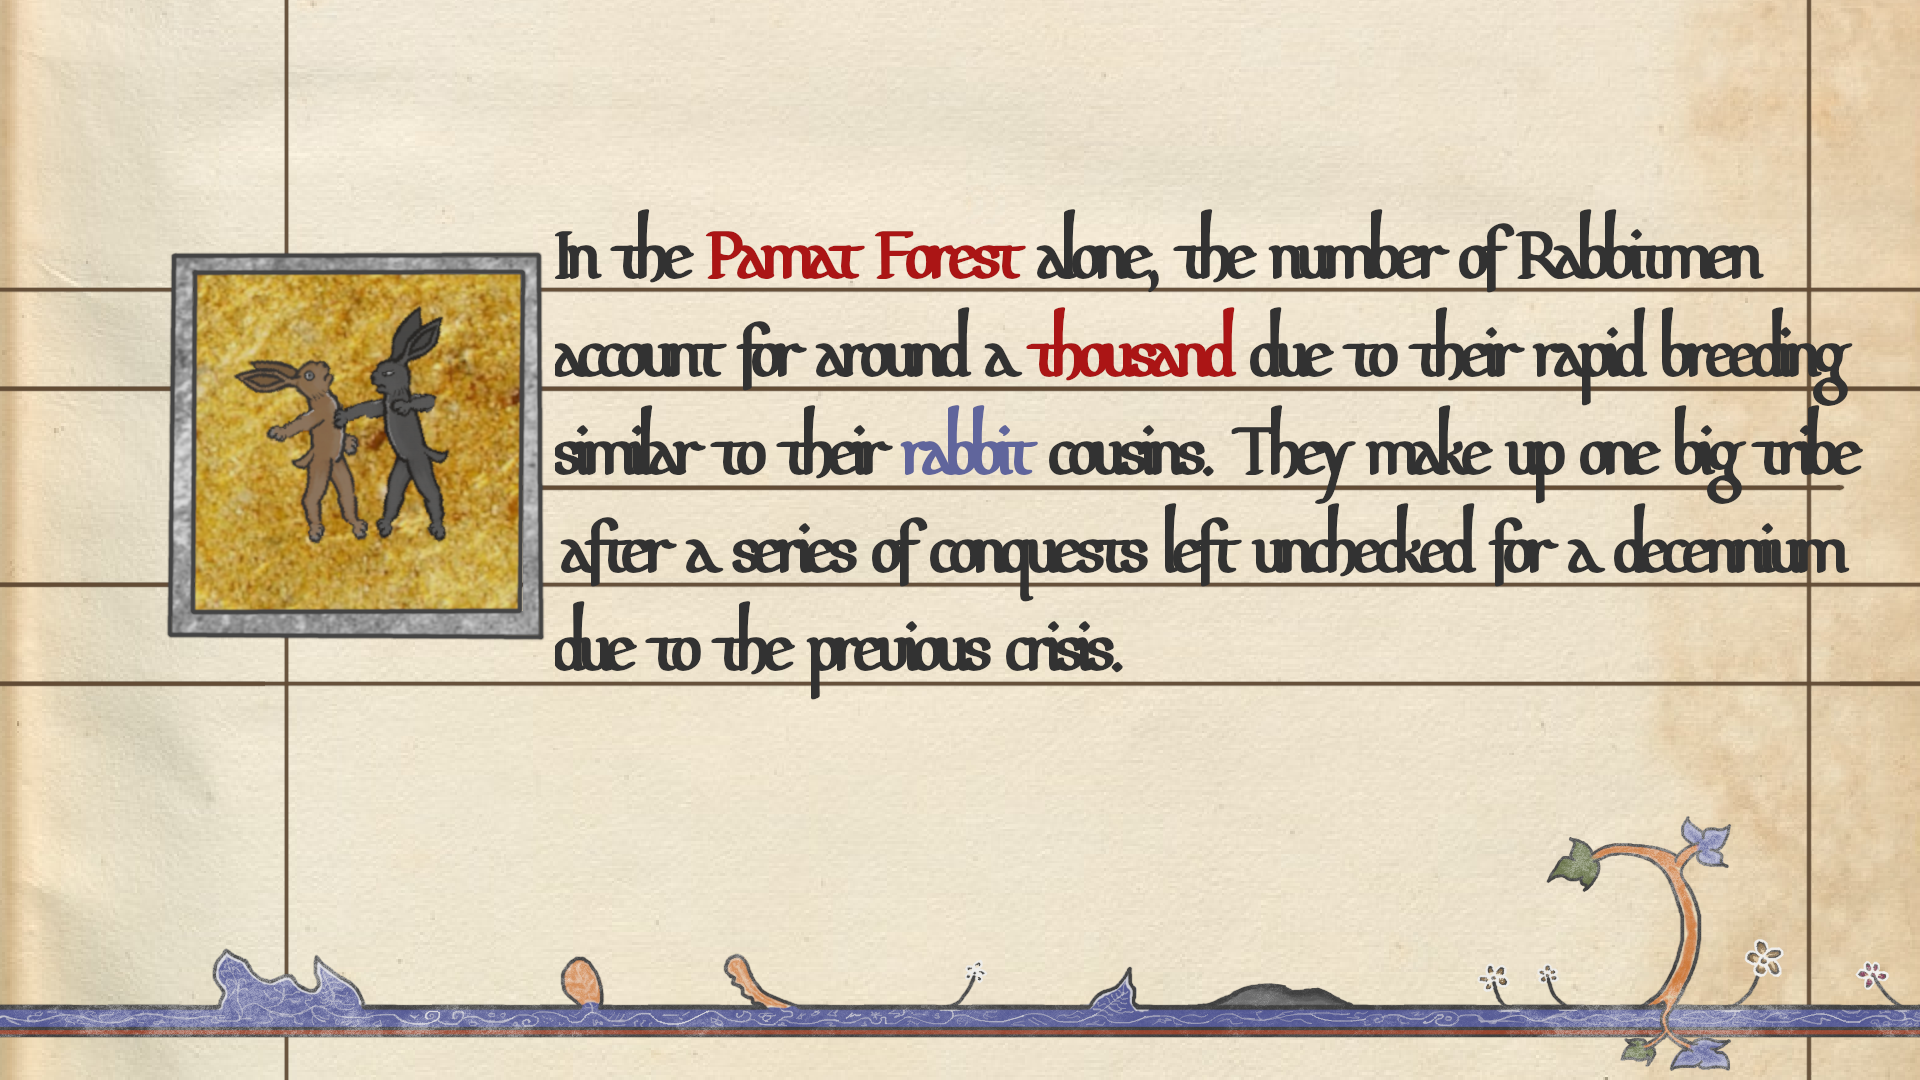 In the Pamat Forest alone, the number of Rabbitmen
account for around a thousand due to their rapid breeding
similar to their rabbit cousins. They make up one big tribe
after a series of conquests left unchecked for a decennium
due to the previous crisis.